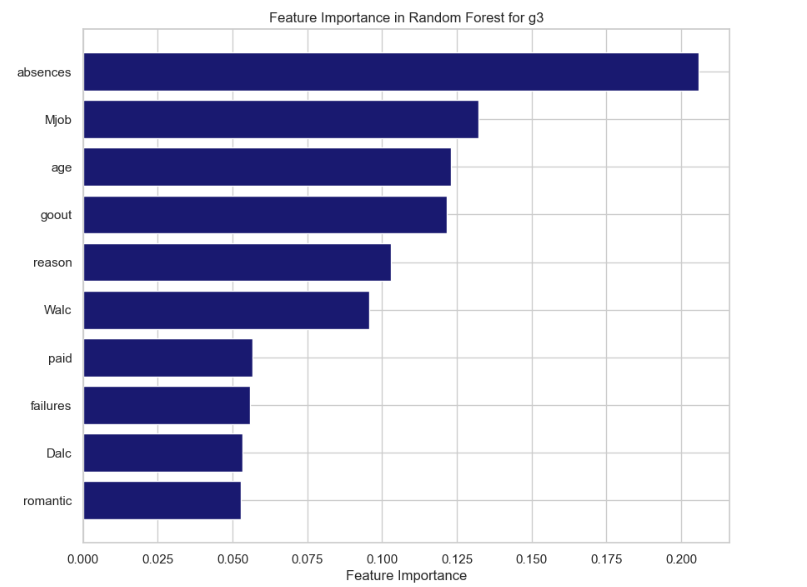 Feature Importance in Random Forest for g3
absences
Mjob
age
goout
reason
Walc
paid
failures
Dalc
romantic
0.000 0.025 0.050 0.075 0.100 0.125 0.150 0.175 0.200
Feature Importance